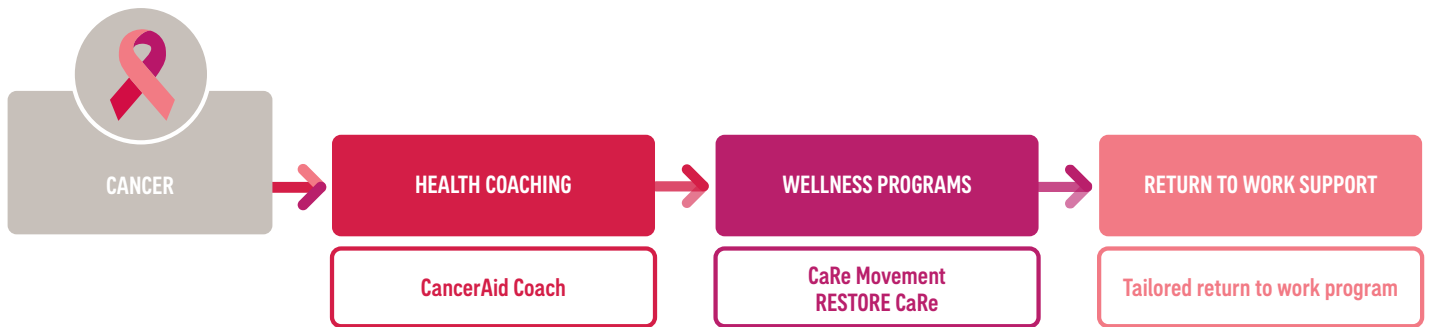 CANCER
HEALTH COACHING
WELLNESS PROGRAMS
RETURN TO WORK SUPPORT
CancerAid Coach
CaRe Movement
RESTORE CaRe
Tailored return to work program